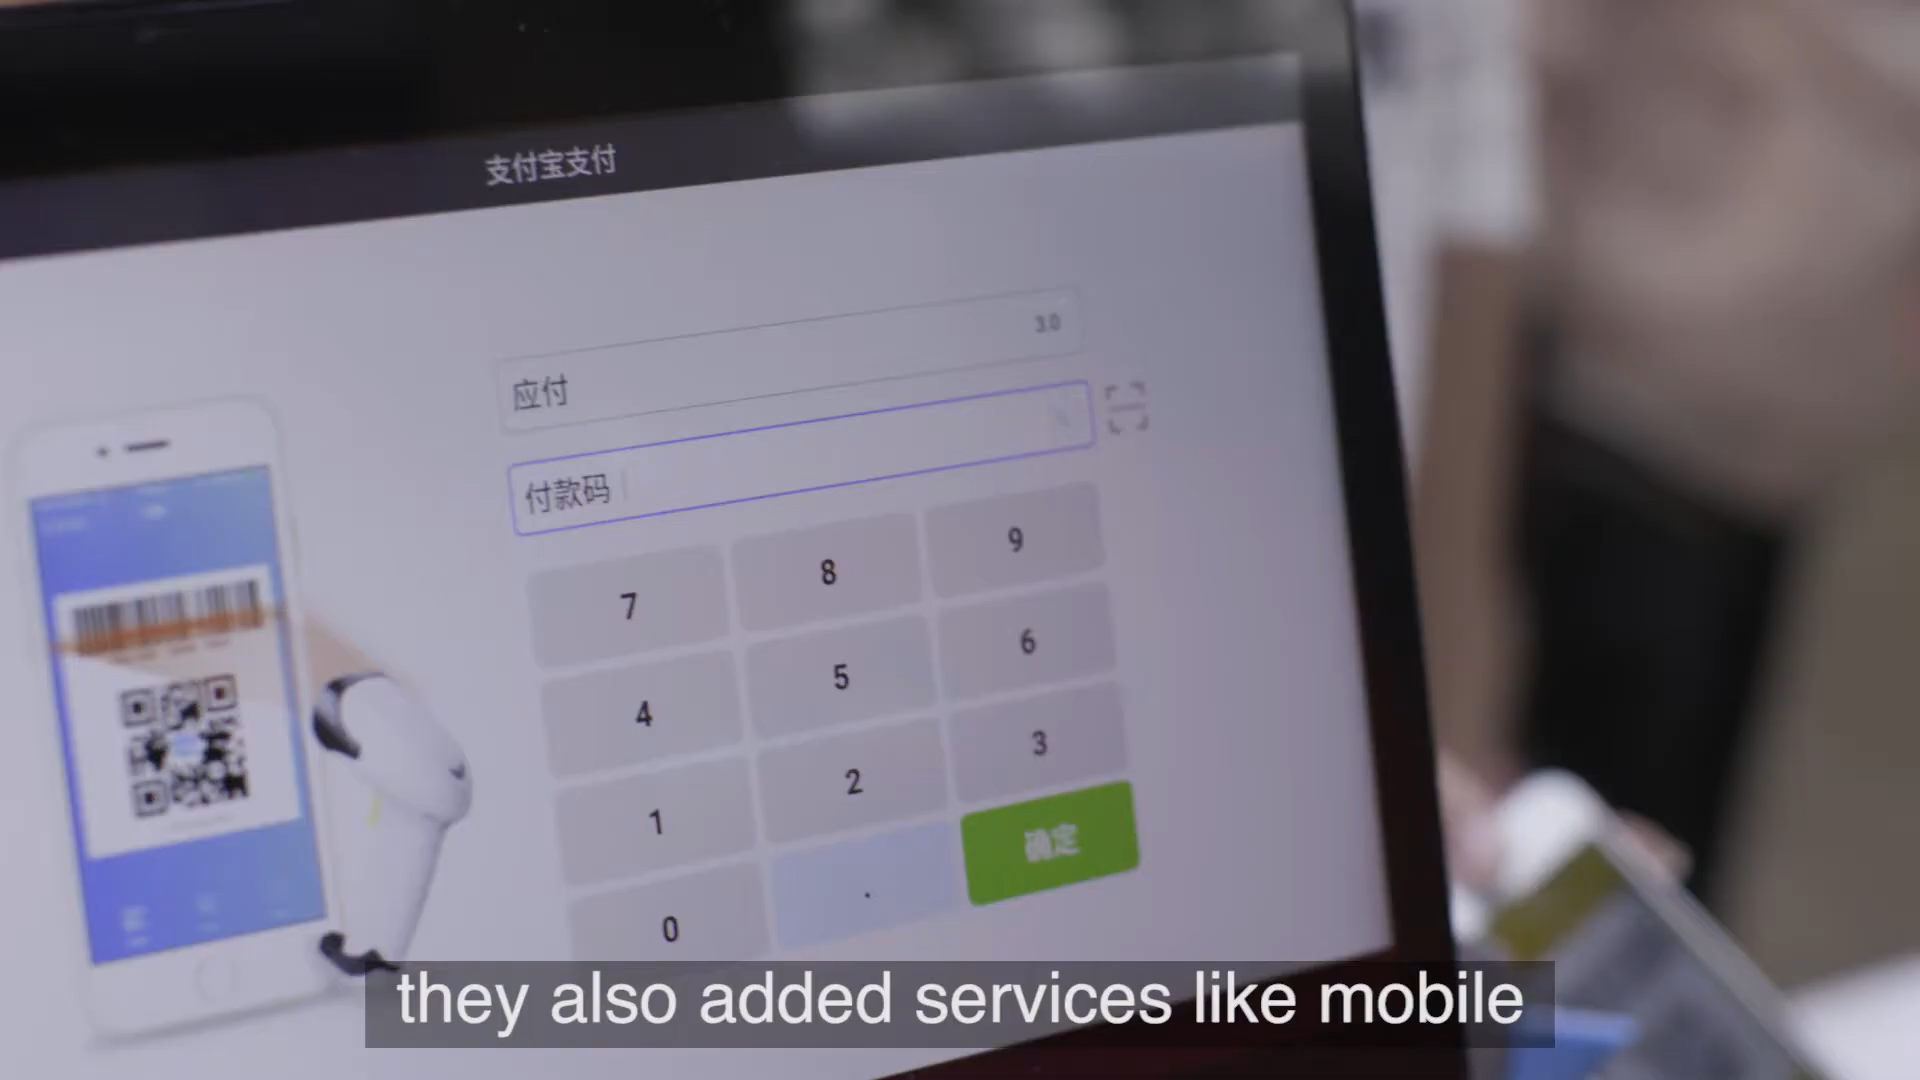 支付宝支付
应付 3.0
付款码
7 8 9
4 5 6
1 2 3
0 . 确定
they also added services like mobile